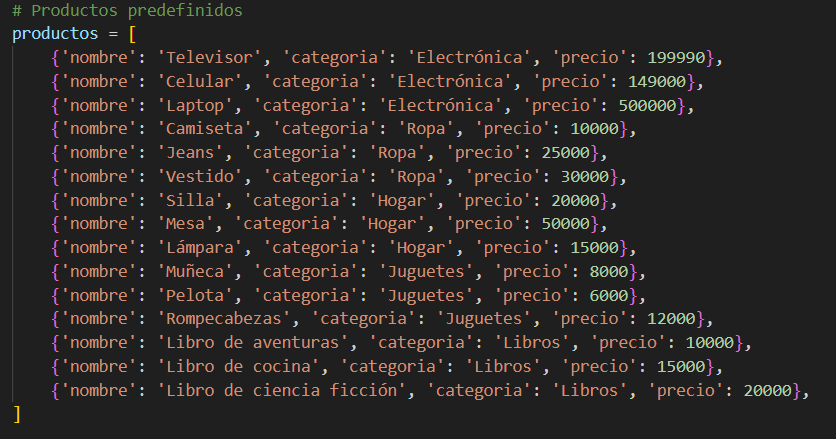 # Productos predefinidos
productos = [
    {'nombre': 'Televisor', 'categoria': 'Electrónica', 'precio': 199990},
    {'nombre': 'Celular', 'categoria': 'Electrónica', 'precio': 149000},
    {'nombre': 'Laptop', 'categoria': 'Electrónica', 'precio': 500000},
    {'nombre': 'Camiseta', 'categoria': 'Ropa', 'precio': 10000},
    {'nombre': 'Jeans', 'categoria': 'Ropa', 'precio': 25000},
    {'nombre': 'Vestido', 'categoria': 'Ropa', 'precio': 30000},
    {'nombre': 'Silla', 'categoria': 'Hogar', 'precio': 20000},
    {'nombre': 'Mesa', 'categoria': 'Hogar', 'precio': 50000},
    {'nombre': 'Lámpara', 'categoria': 'Hogar', 'precio': 15000},
    {'nombre': 'Muñeca', 'categoria': 'Juguetes', 'precio': 8000},
    {'nombre': 'Pelota', 'categoria': 'Juguetes', 'precio': 6000},
    {'nombre': 'Rompecabezas', 'categoria': 'Juguetes', 'precio': 12000},
    {'nombre': 'Libro de aventuras', 'categoria': 'Libros', 'precio': 10000},
    {'nombre': 'Libro de cocina', 'categoria': 'Libros', 'precio': 15000},
    {'nombre': 'Libro de ciencia ficción', 'categoria': 'Libros', 'precio': 20000},
]